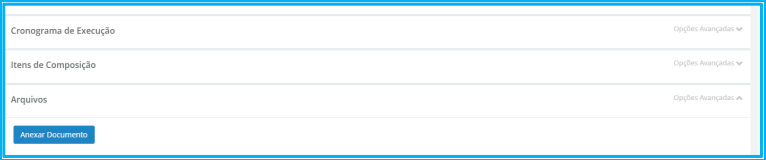 Cronograma de Execução
Opções Avançadas
Itens de Composição
Opções Avançadas
Arquivos
Opções Avançadas
Anexar Documento